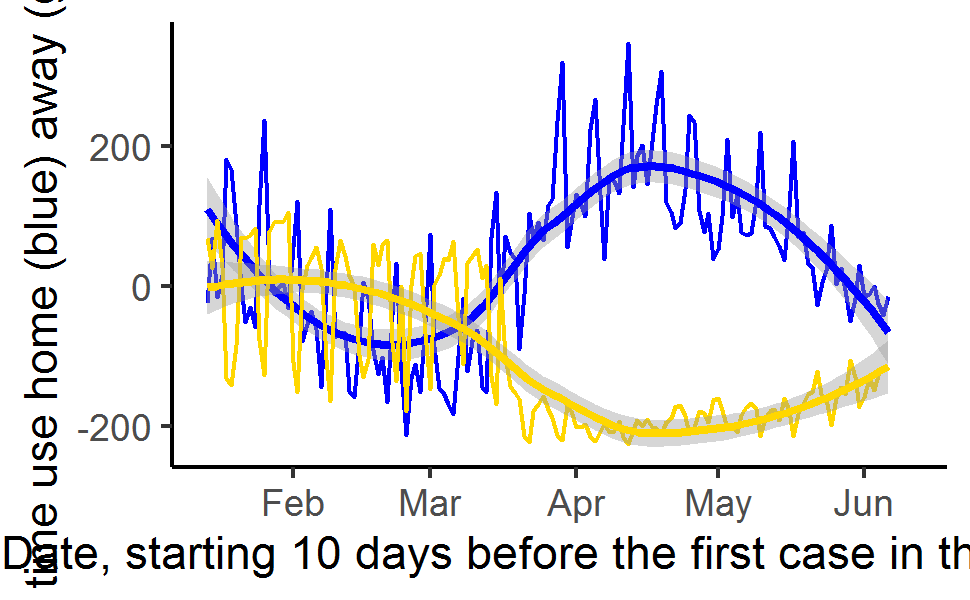 time use home (blue) away (
200
0
-200
Feb Mar Apr May Jun
Date, starting 10 days before the first case in th